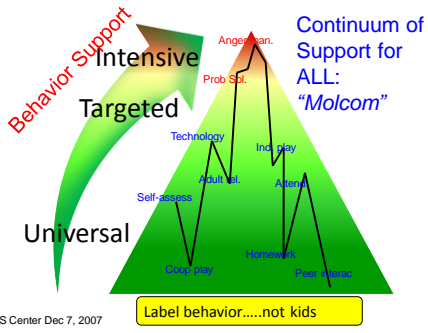 Continuum of
Support for
ALL:
“Molcom”
Behavior Support
Intensive
Targeted
Universal
Anger man.
Prob Sol.
Technology
Ind. play
Adult rel.
Attend.
Self-assess
Homework
Coop play
Peer interac
Label behavior…..not kids
S Center Dec 7, 2007